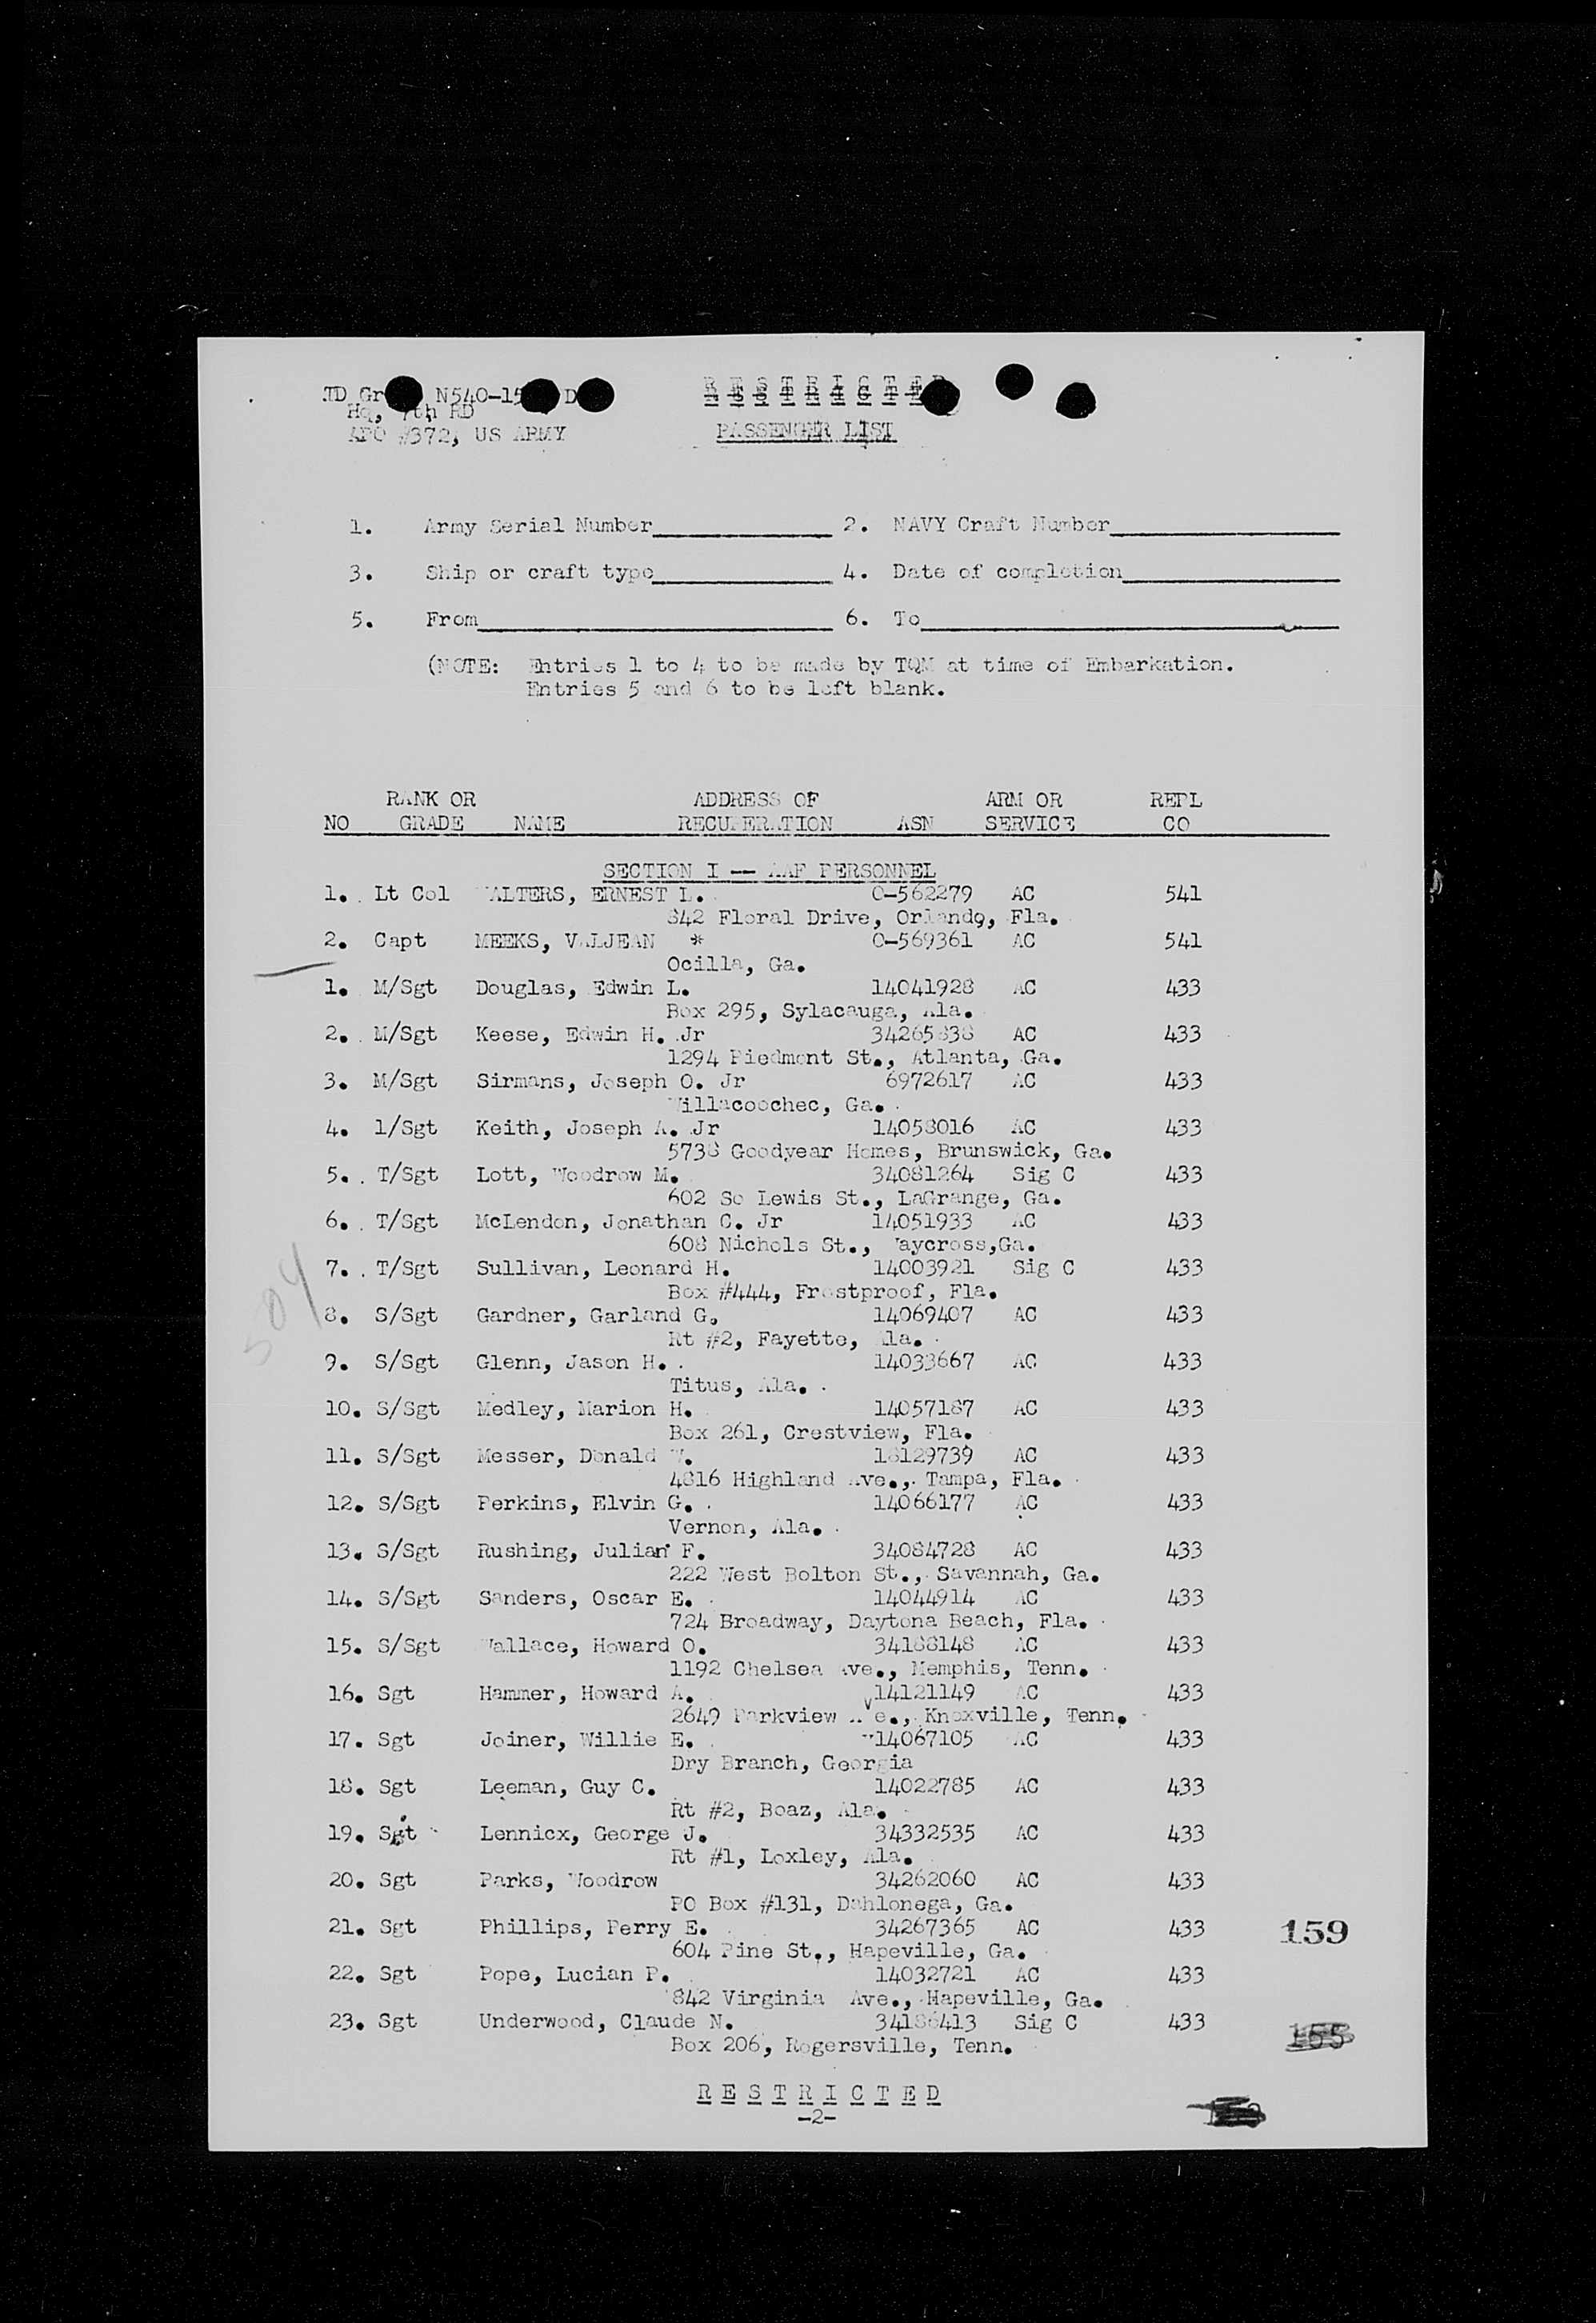 TD Gr N540-15 D
Hq, 7th RD
APO #372, US ARMY
R E S T R I C T E D
PASSENGER LIST
1. Army Serial Number 2. NAVY Craft Number
3. Ship or craft type 4. Date of completion
5. From 6. To
(NOTE: Entries 1 to 4 to be made by TQM at time of Embarkation.
Entries 5 and 6 to be left blank.
RANK OR ADDRESS OF ARM OR REPL
NO GRADE NAME RECUPERATION ASN SERVICE CO
SECTION I -- AAF PERSONNEL
1. Lt Col WALTERS, ERNEST L. O-562279 AC 541
842 Floral Drive, Orlando, Fla.
2. Capt MEEKS, VALJEAN * O-569361 AC 541
Ocilla, Ga.
1. M/Sgt Douglas, Edwin L. 14041928 AC 433
Box 295, Sylacauga, Ala.
2. M/Sgt Keese, Edwin H. Jr 34265838 AC 433
1294 Piedmont St., Atlanta, Ga.
3. M/Sgt Sirmans, Joseph O. Jr 6972617 AC 433
Willacoochec, Ga.
4. 1/Sgt Keith, Joseph A. Jr 14058016 AC 433
5738 Goodyear Homes, Brunswick, Ga.
5. T/Sgt Lott, Woodrow M. 34081264 Sig C 433
602 So Lewis St., LaGrange, Ga.
6. T/Sgt McLendon, Jonathan C. Jr 14051933 AC 433
608 Nichols St., Waycross,Ga.
7. T/Sgt Sullivan, Leonard H. 14003921 Sig C 433
Box #444, Frostproof, Fla.
504
8. S/Sgt Gardner, Garland G. 14069407 AC 433
Rt #2, Fayette, Ala.
9. S/Sgt Glenn, Jason H. 14033667 AC 433
Titus, Ala.
10. S/Sgt Medley, Marion H. 14057187 AC 433
Box 261, Crestview, Fla.
11. S/Sgt Messer, Donald W. 18129739 AC 433
4816 Highland Ave., Tampa, Fla.
12. S/Sgt Perkins, Elvin G. 14066177 AC 433
Vernon, Ala.
13. S/Sgt Rushing, Julian F. 34084728 AC 433
222 West Bolton St., Savannah, Ga.
14. S/Sgt Sanders, Oscar E. 14044914 AC 433
724 Broadway, Daytona Beach, Fla.
15. S/Sgt Wallace, Howard O. 34188148 AC 433
1192 Chelsea Ave., Memphis, Tenn.
16. Sgt Hammer, Howard A. 14121149 AC 433
2649 Parkview Ave., Knoxville, Tenn.
17. Sgt Joiner, Willie E. 14067105 AC 433
Dry Branch, Georgia
18. Sgt Leeman, Guy C. 14022785 AC 433
Rt #2, Boaz, Ala.
19. Sgt Lennicx, George J. 34332535 AC 433
Rt #1, Loxley, Ala.
20. Sgt Parks, Woodrow 34262060 AC 433
PO Box #131, Dahlonega, Ga.
21. Sgt Phillips, Perry E. 34267365 AC 433 159
604 Pine St., Hapeville, Ga.
22. Sgt Pope, Lucian P. 14032721 AC 433
842 Virginia Ave., Hapeville, Ga.
23. Sgt Underwood, Claude N. 34186413 Sig C 433
155
Box 206, Rogersville, Tenn.
R E S T R I C T E D
-2-